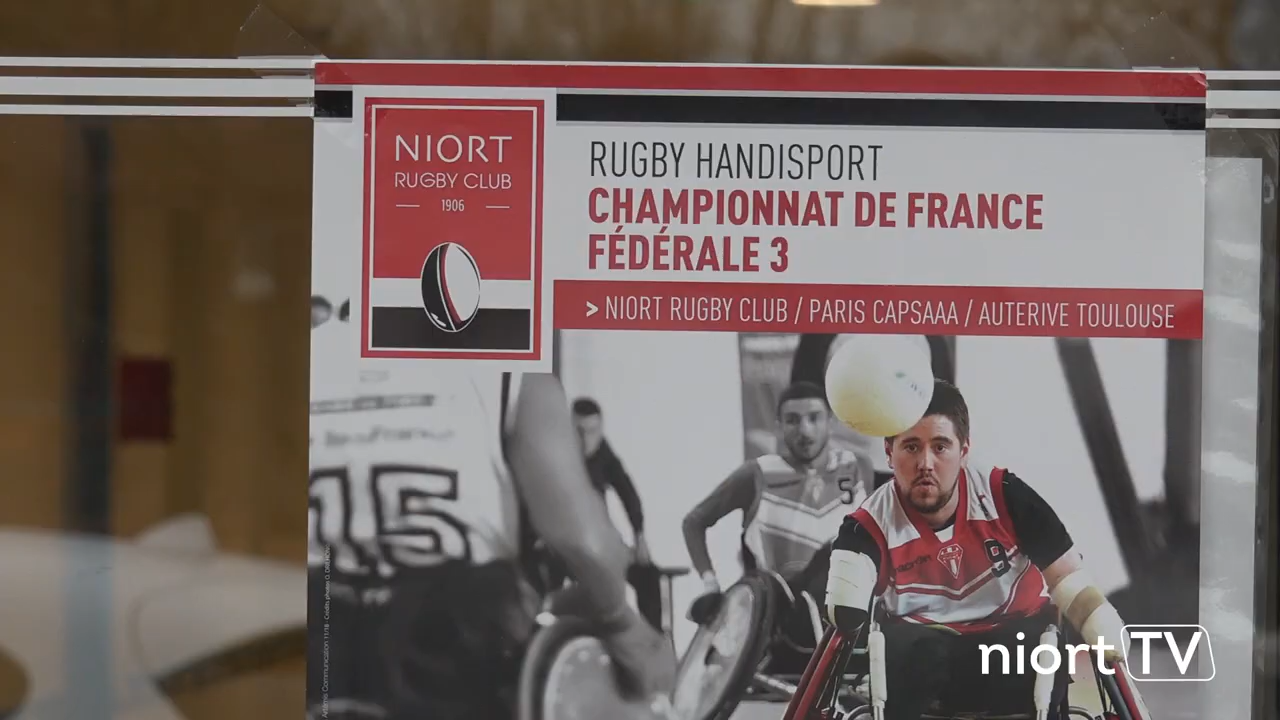 NIORT
RUGBY CLUB
1906
RUGBY HANDISPORT
CHAMPIONNAT DE FRANCE
FÉDÉRALE 3
> NIORT RUGBY CLUB / PARIS CAPSAAA / AUTERIVE TOULOUSE
15
5
9
niort TV